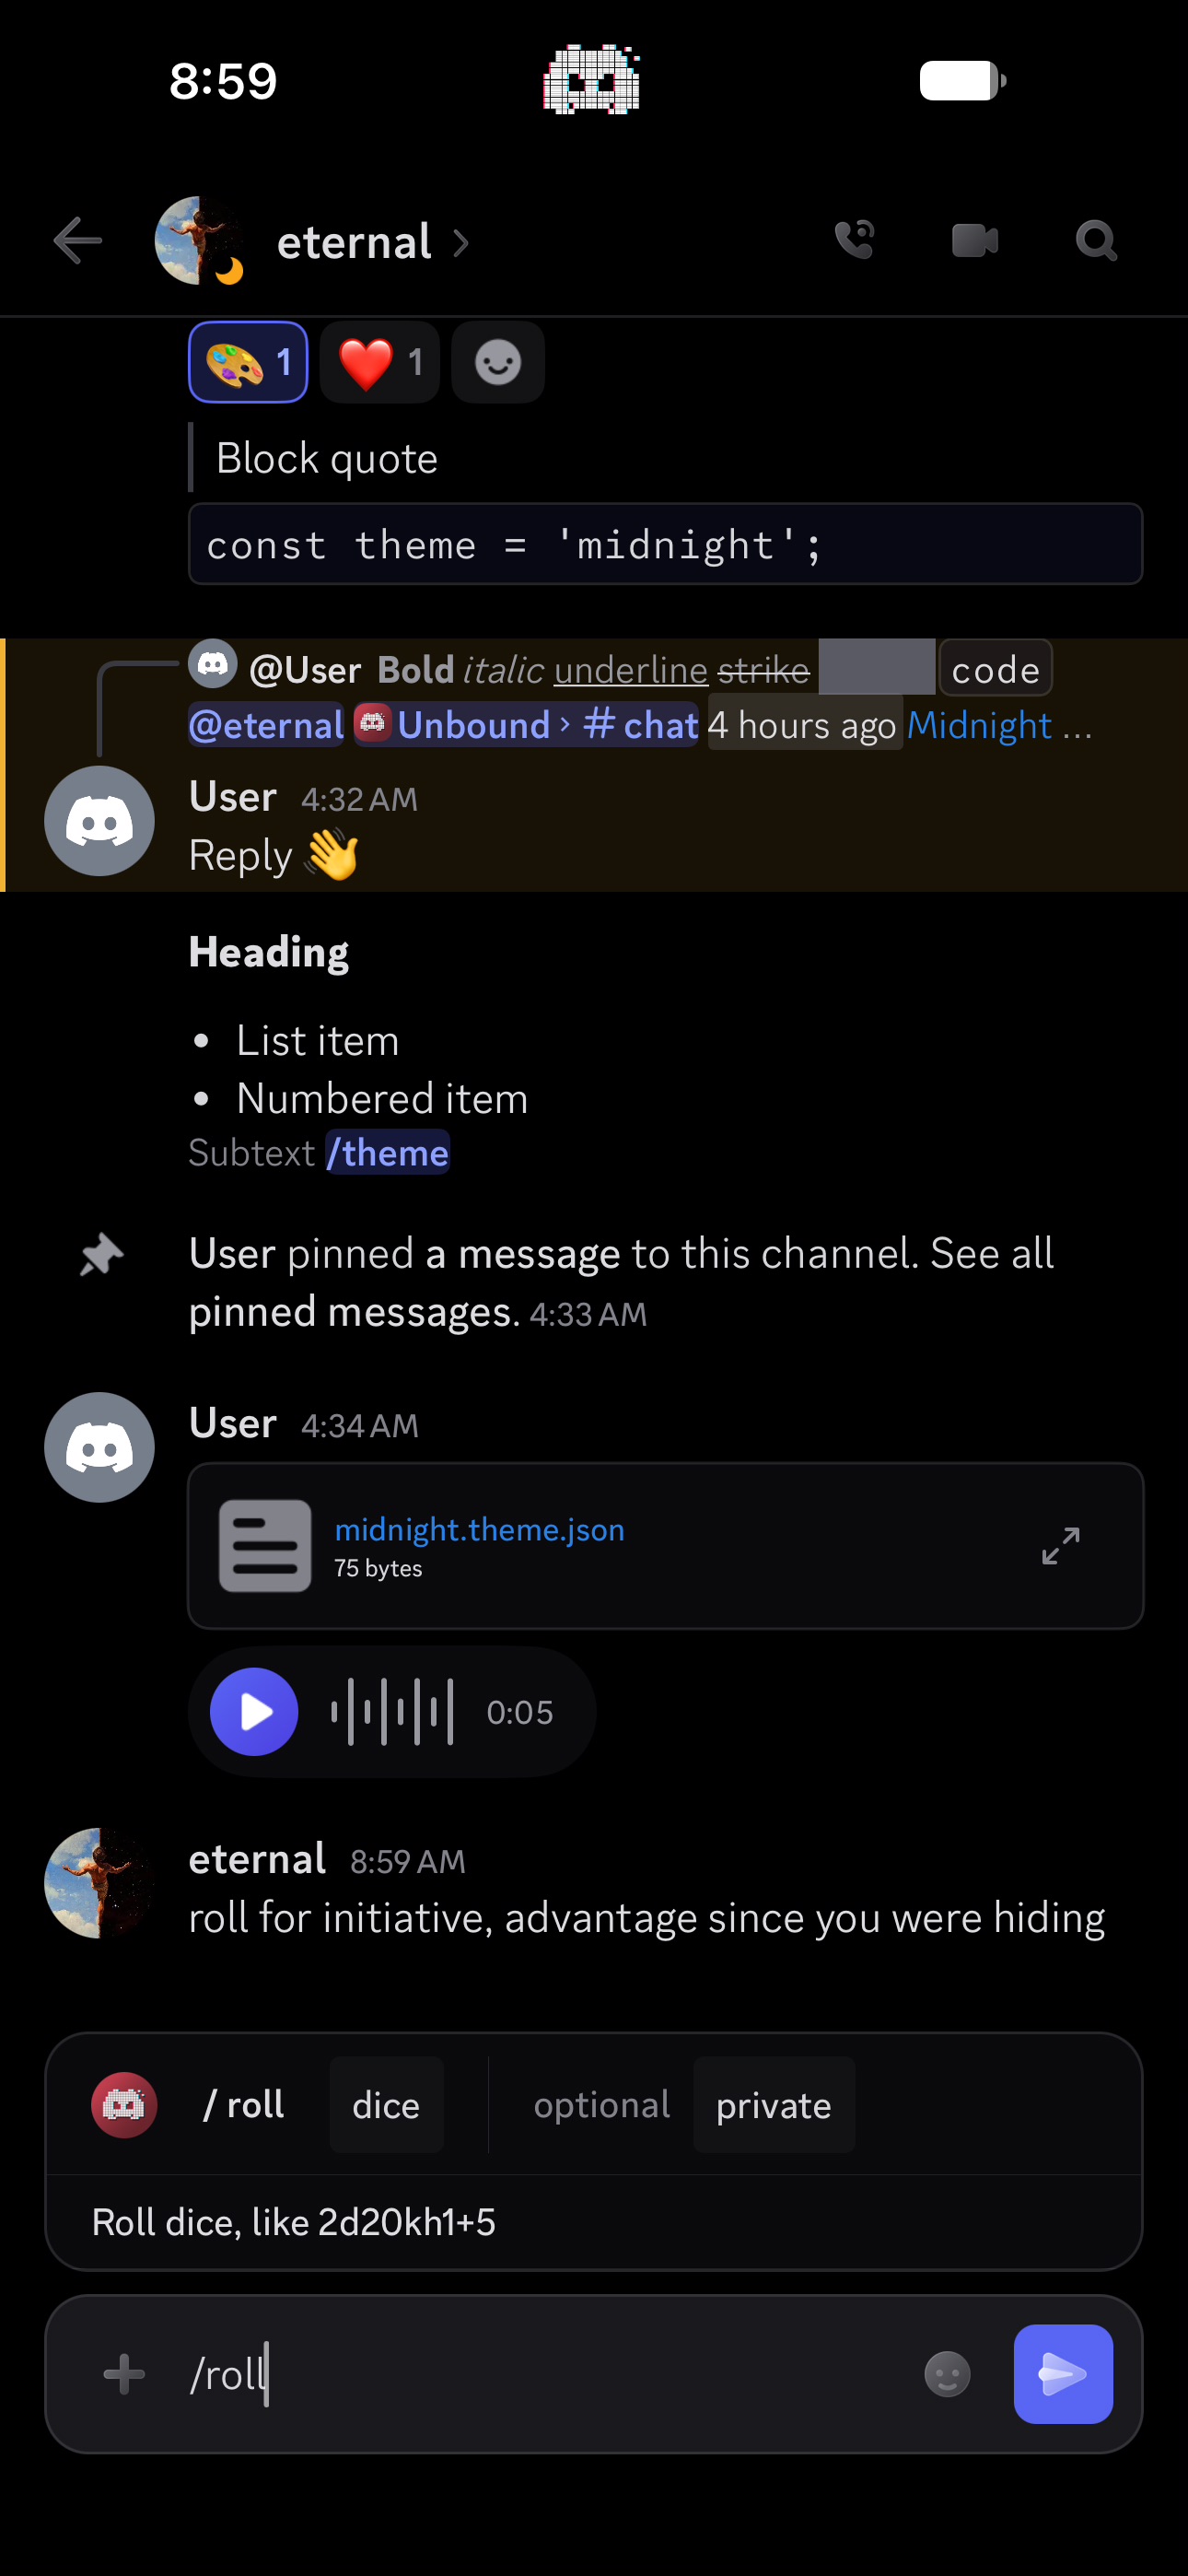 8:59
eternal
1 1
Block quote
const theme = 'midnight';
@User Bold italic underline strike code
@eternal Unbound › # chat 4 hours ago Midnight ...
User 4:32 AM
Reply 👋
Heading
• List item
• Numbered item
Subtext /theme
User pinned a message to this channel. See all
pinned messages. 4:33 AM
User 4:34 AM
midnight.theme.json
75 bytes
0:05
eternal 8:59 AM
roll for initiative, advantage since you were hiding
/ roll dice optional private
Roll dice, like 2d20kh1+5
/roll